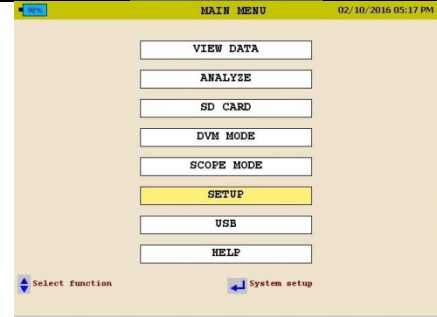 98% MAIN MENU 02/10/2016 05:17 PM
VIEW DATA
ANALYZE
SD CARD
DVM MODE
SCOPE MODE
SETUP
USB
HELP
Select function System setup